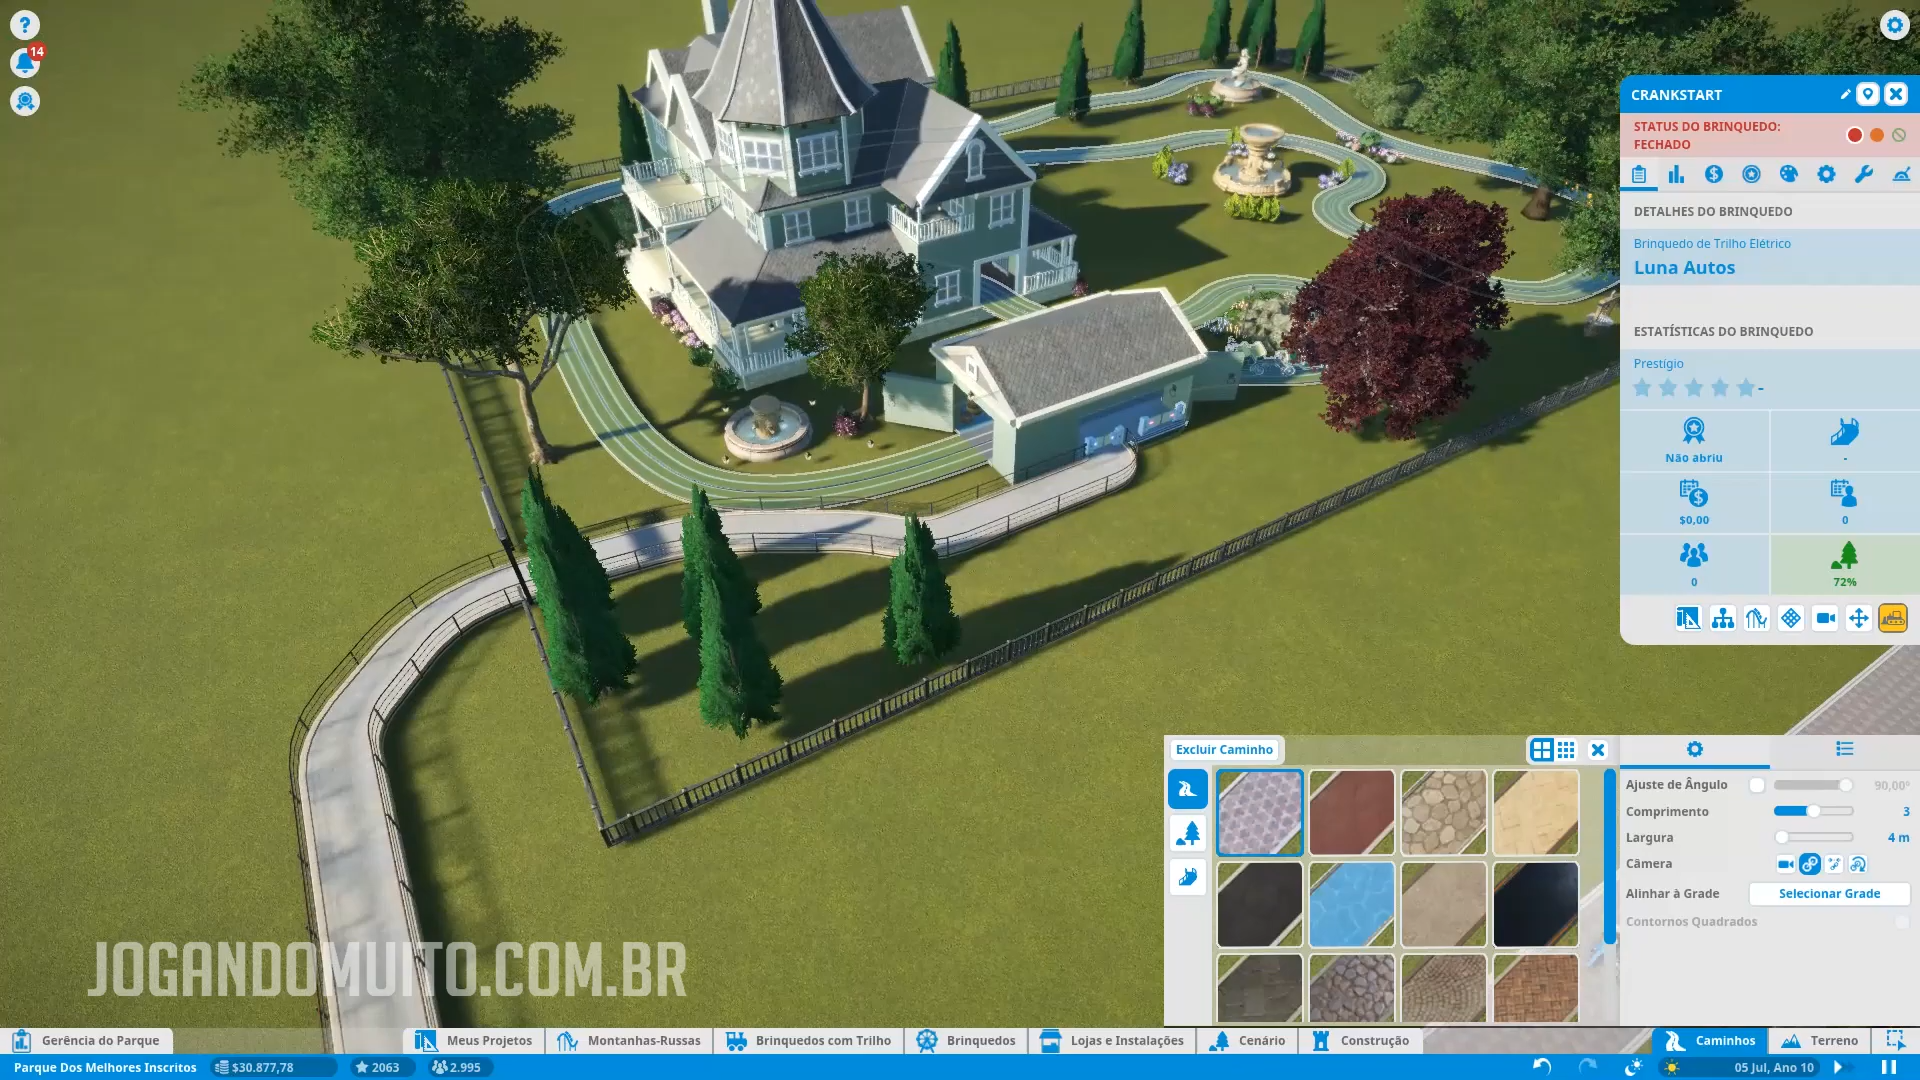 ?
14
CRANKSTART
STATUS DO BRINQUEDO:
FECHADO
DETALHES DO BRINQUEDO
Brinquedo de Trilho Elétrico
Luna Autos
ESTATÍSTICAS DO BRINQUEDO
Prestígio
-
Não abriu
-
$0,00
0
0
72%
Excluir Caminho
Ajuste de Ângulo
90,00°
Comprimento
3
Largura
4 m
Câmera
Alinhar à Grade
Selecionar Grade
Contornos Quadrados
JOGANDOMUITO.COM.BR
Gerência do Parque
Meus Projetos
Montanhas-Russas
Brinquedos com Trilho
Brinquedos
Lojas e Instalações
Cenário
Construção
Caminhos
Terreno
Parque Dos Melhores Inscritos
$30.877,78
2063
2.995
05 Jul, Ano 10